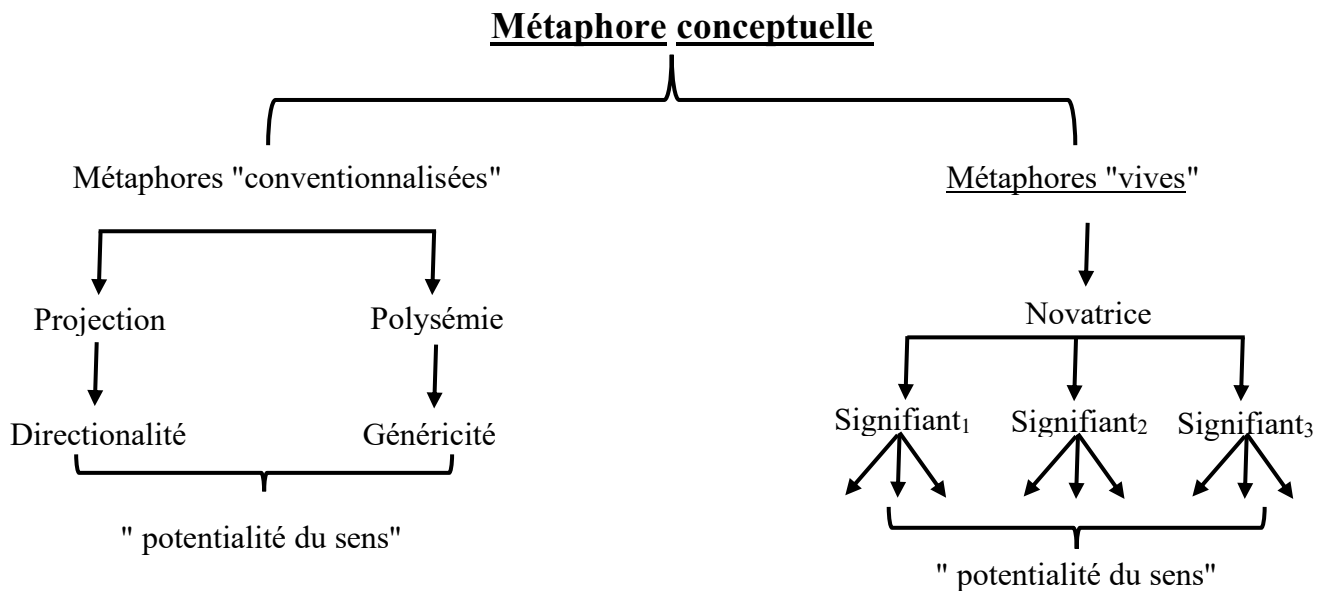 Métaphore conceptuelle
Métaphores "conventionnalisées"
Métaphores "vives"
Projection
Polysémie
Novatrice
Directionalité
Généricité
Signifiant₁
Signifiant₂
Signifiant₃
" potentialité du sens"
" potentialité du sens"